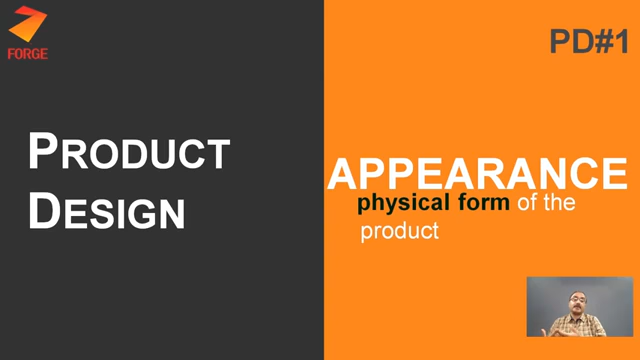 FORGE
PD#1
PRODUCT
DESIGN
APPEARANCE
physical form of the
product